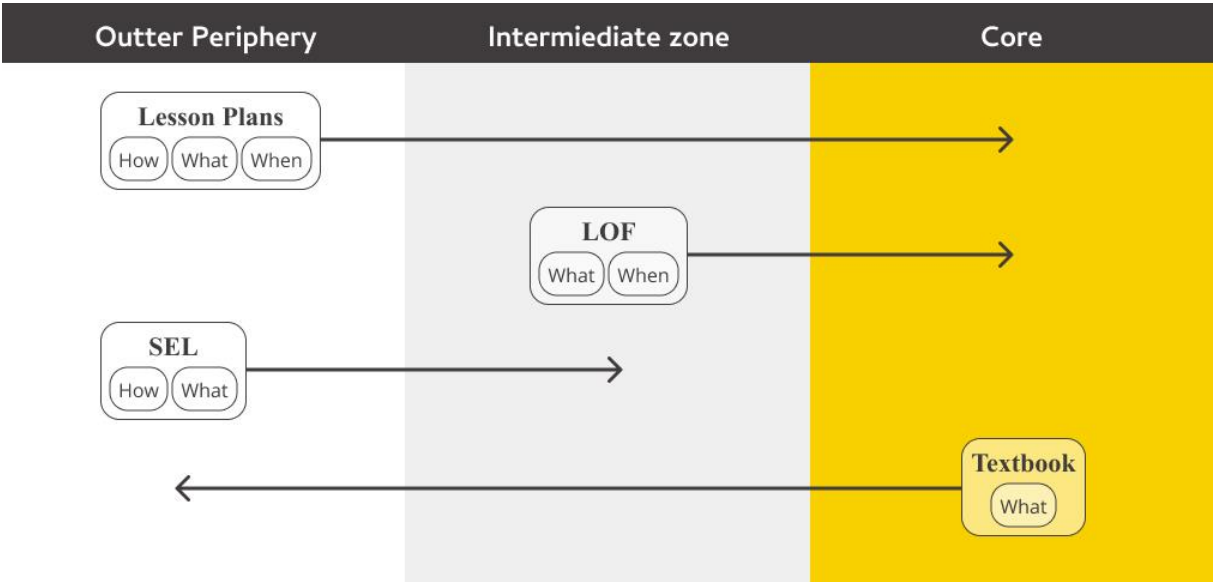 Outter Periphery Intermiediate zone Core
Lesson Plans
How What When
LOF
What When
SEL
How What
Textbook
What